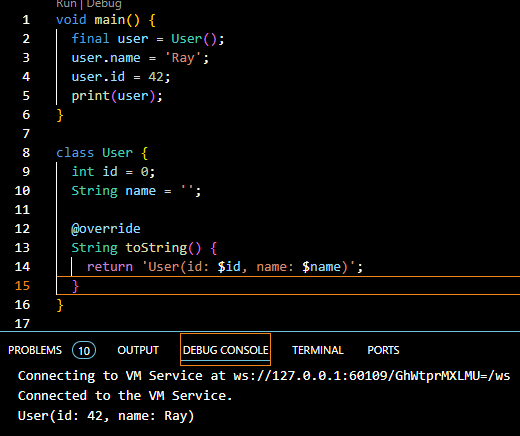 Run | Debug
1 void main() {
2   final user = User();
3   user.name = 'Ray';
4   user.id = 42;
5   print(user);
6 }
7
8 class User {
9   int id = 0;
10   String name = '';
11
12   @override
13   String toString() {
14     return 'User(id: $id, name: $name)';
15   }
16 }
17
PROBLEMS 10 OUTPUT DEBUG CONSOLE TERMINAL PORTS
Connecting to VM Service at ws://127.0.0.1:60109/GhWtprMXLMU=/ws
Connected to the VM Service.
User(id: 42, name: Ray)